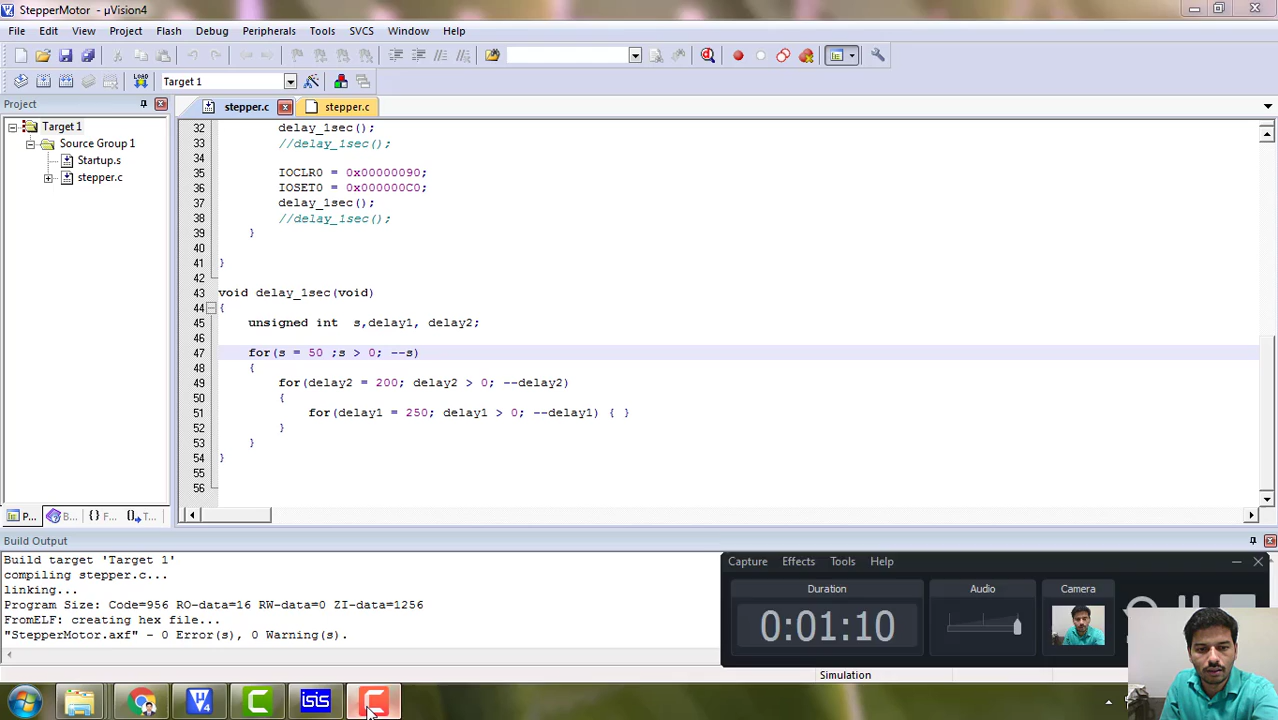 StepperMotor - µVision4
File Edit View Project Flash Debug Peripherals Tools SVCS Window Help
LOAD Target 1
Project
stepper.c stepper.c
Target 1
Source Group 1
Startup.s
stepper.c
32 delay_1sec();
33 //delay_1sec();
34
35 IOCLR0 = 0x00000090;
36 IOSET0 = 0x000000C0;
37 delay_1sec();
38 //delay_1sec();
39 }
40
41 }
42
43 void delay_1sec(void)
44 {
45 unsigned int s,delay1, delay2;
46
47 for(s = 50 ;s > 0; --s)
48 {
49 for(delay2 = 200; delay2 > 0; --delay2)
50 {
51 for(delay1 = 250; delay1 > 0; --delay1) { }
52 }
53 }
54 }
55
56
P... B... {} F... T...
Build Output
Build target 'Target 1'
compiling stepper.c...
linking...
Program Size: Code=956 RO-data=16 RW-data=0 ZI-data=1256
FromELF: creating hex file...
"StepperMotor.axf" - 0 Error(s), 0 Warning(s).
Capture Effects Tools Help
Duration Audio Camera
0:01:10
Simulation
isis